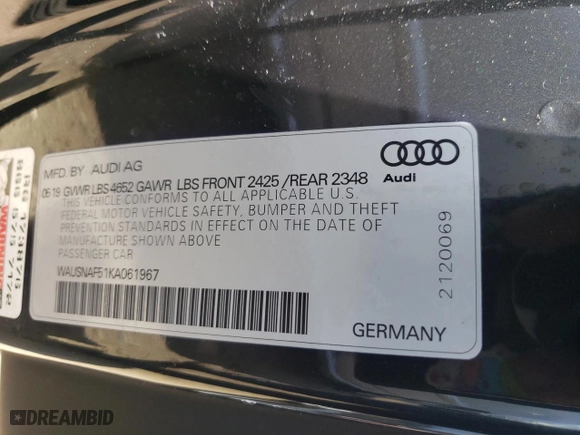 MFD. BY AUDI AG
06 19 GVWR LBS 4652 GAWR LBS FRONT 2425 / REAR 2348
THIS VEHICLE CONFORMS TO ALL APPLICABLE U.S.
FEDERAL MOTOR VEHICLE SAFETY, BUMPER AND THEFT
PREVENTION STANDARDS IN EFFECT ON THE DATE OF
MANUFACTURE SHOWN ABOVE
PASSENGER CAR
WAUSNAF51KA061967
Audi
2120069
GERMANY
DREAMBID